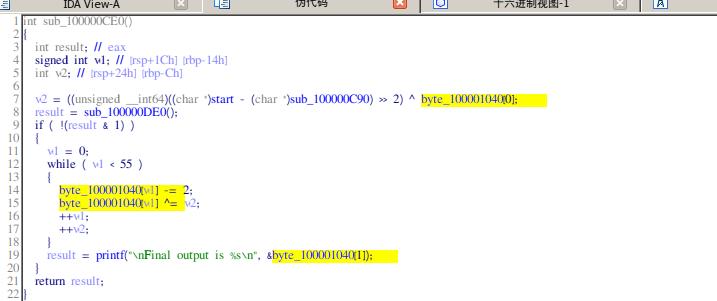 IDA View-A 伪代码 十六进制视图-1
1 int sub_100000CE0()
2 {
3 int result; // eax
4 signed int v1; // [rsp+1Ch] [rbp-14h]
5 int v2; // [rsp+24h] [rbp-Ch]
6
7 v2 = ((unsigned __int64)((char *)start - (char *)sub_100000C90) >> 2) ^ byte_100001040[0];
8 result = sub_100000DE0();
9 if ( !(result & 1) )
10 {
11 v1 = 0;
12 while ( v1 < 55 )
13 {
14 byte_100001040[v1] -= 2;
15 byte_100001040[v1] ^= v2;
16 ++v1;
17 ++v2;
18 }
19 result = printf("\nFinal output is %s\n", &byte_100001040[1]);
20 }
21 return result;
22 }